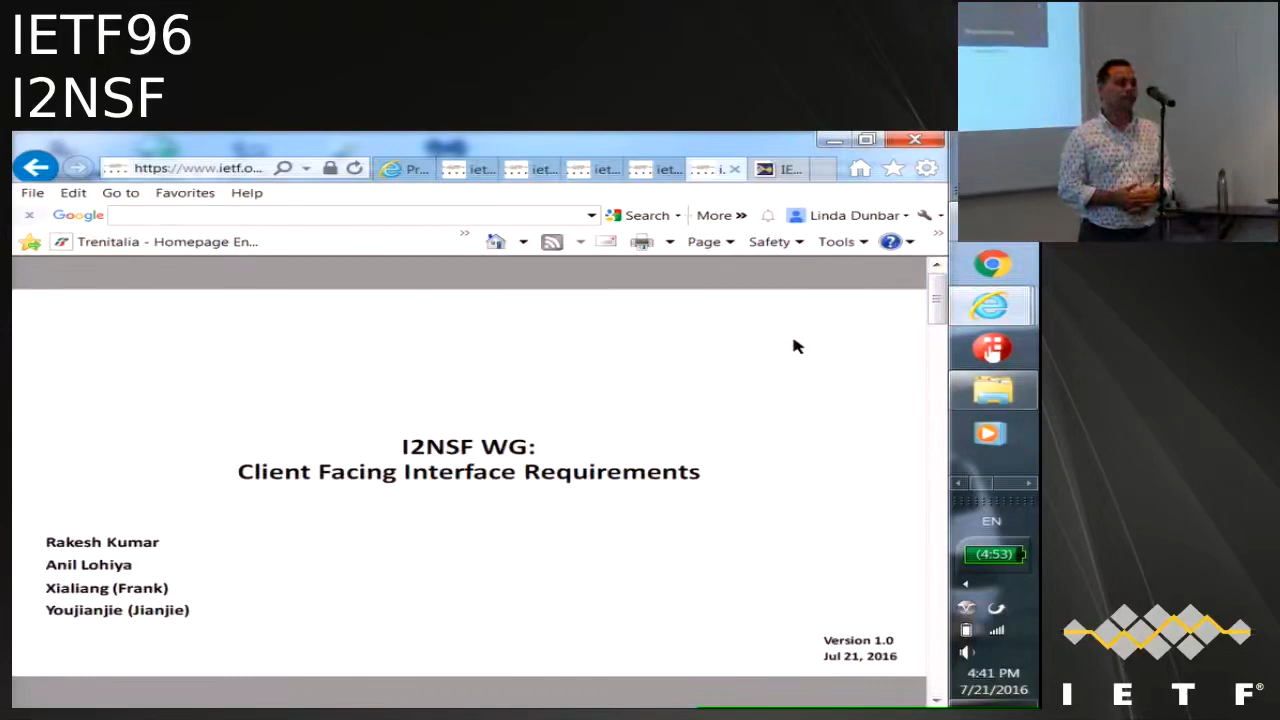 IETF96
I2NSF
https://www.ietf.o...
Pr...
iet...
iet...
iet...
iet...
i.
IE...
File Edit Go to Favorites Help
x Google Search More » Linda Dunbar
Trenitalia - Homepage En... » Page Safety Tools »
I2NSF WG:
Client Facing Interface Requirements
Rakesh Kumar
Anil Lohiya
Xialiang (Frank)
Youjianjie (Jianjie)
Version 1.0
Jul 21, 2016
EN
(4:53)
4:41 PM
7/21/2016
I E T F®